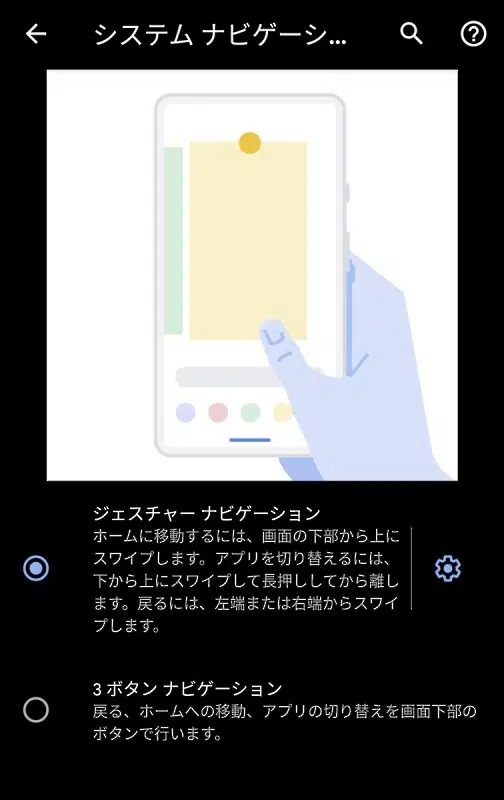 システム ナビゲーシ...
ジェスチャー ナビゲーション
ホームに移動するには、画面の下部から上に
スワイプします。アプリを切り替えるには、
下から上にスワイプして長押ししてから離し
ます。戻るには、左端または右端からスワイ
プします。
3 ボタン ナビゲーション
戻る、ホームへの移動、アプリの切り替えを画面下部の
ボタンで行います。